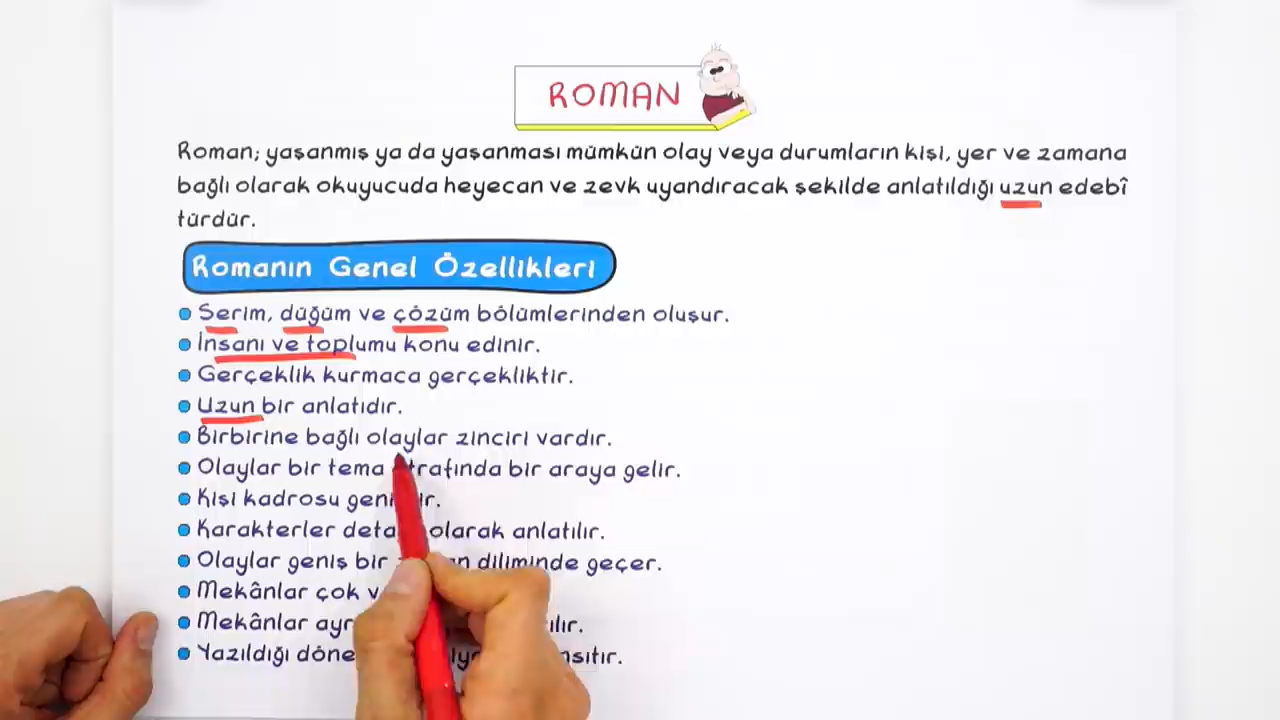 ROMAN
Roman; yaşanmış ya da yaşanması mümkün olay veya durumların kişi, yer ve zamana
bağlı olarak okuyucuda heyecan ve zevk uyandıracak şekilde anlatıldığı uzun edebî
türdür.
Romanın Genel Özellikleri
Serim, düğüm ve çözüm bölümlerinden oluşur.
İnsanı ve toplumu konu edinir.
Gerçeklik kurmaca gerçekliktir.
Uzun bir anlatıdır.
Birbirine bağlı olaylar zinciri vardır.
Olaylar bir tema etrafında bir araya gelir.
Kişi kadrosu
Karakterler olarak anlatılır.
Olaylar geniş bir diliminde geçer.
Mekânlar çok
Mekânlar
Yazıldığı